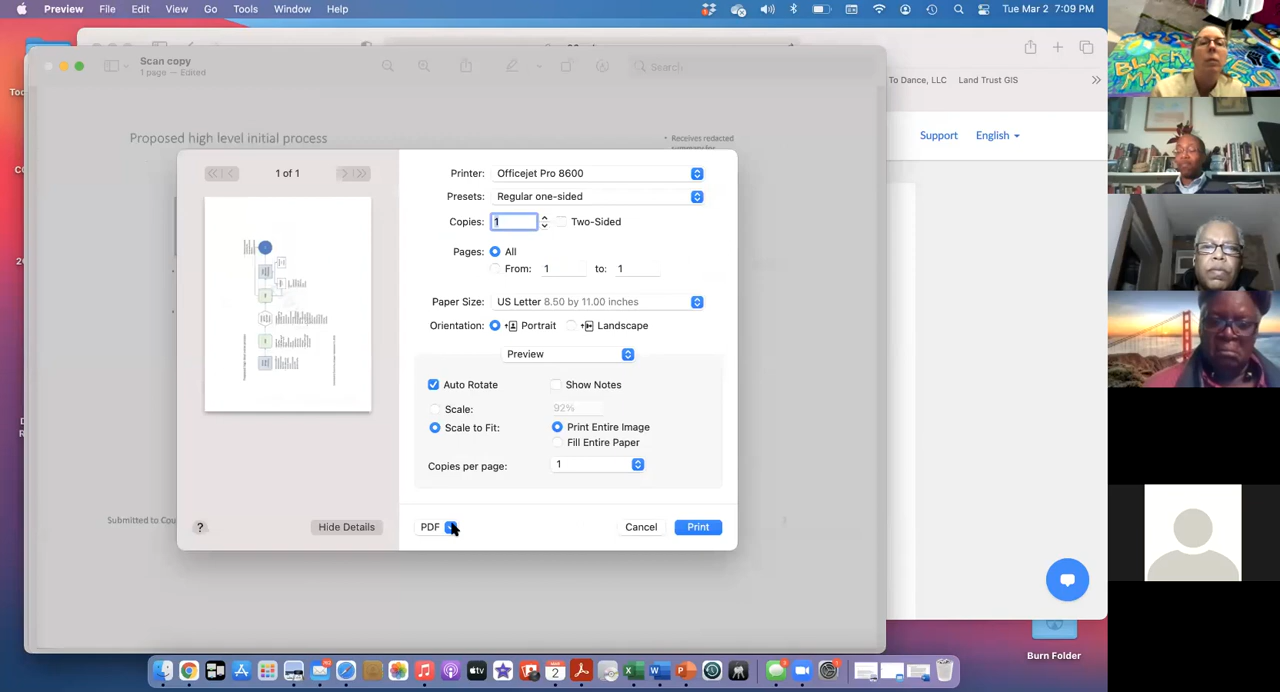 Preview File Edit View Go Tools Window Help
Tue Mar 2 7:09 PM
Scan copy
1 page — Edited
Search
To Dance, LLC Land Trust GIS
Support English
Proposed high level initial process
• Receives redacted
summary for
1 of 1
Printer: Officejet Pro 8600
Presets: Regular one-sided
Copies: 1 Two-Sided
Pages: All
From: 1 to: 1
Paper Size: US Letter 8.50 by 11.00 inches
Orientation: Portrait Landscape
Preview
Auto Rotate Show Notes
Scale: 92%
Scale to Fit: Print Entire Image
Fill Entire Paper
Copies per page: 1
Submitted to Cou
? Hide Details PDF Cancel Print
Burn Folder
BLACK